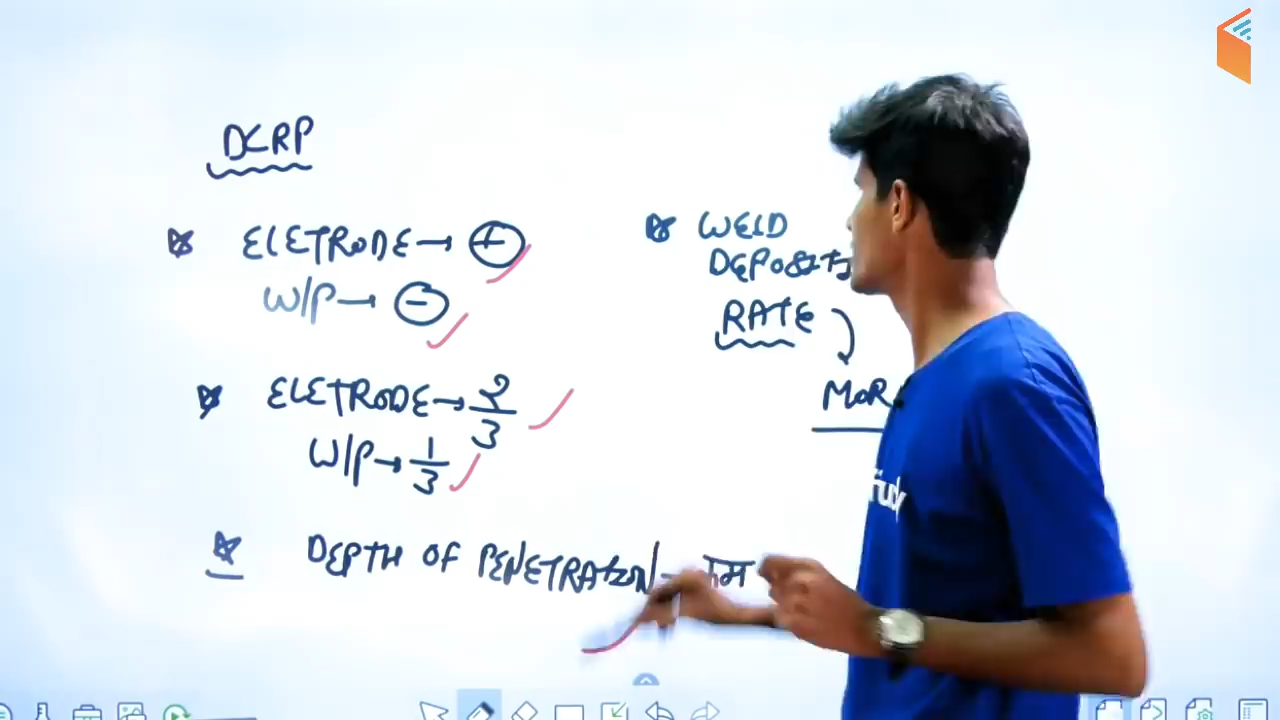 DCRP
ELETRODE → +
W/P → -
ELETRODE → 2/3
W/P → 1/3
DEPTH OF PENETRATION
WELD
RATE